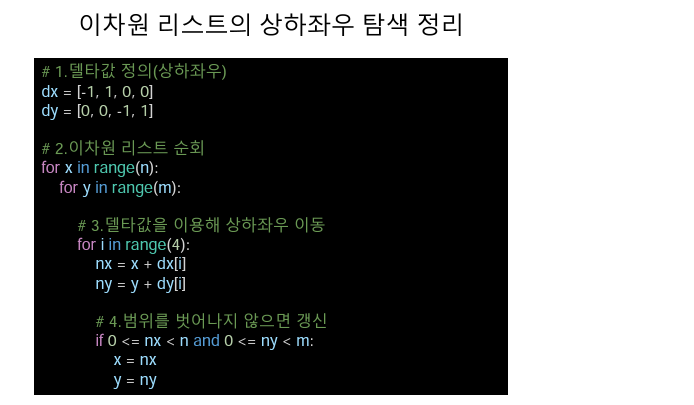 이차원 리스트의 상하좌우 탐색 정리
# 1.델타값 정의(상하좌우)
dx = [-1, 1, 0, 0]
dy = [0, 0, -1, 1]
# 2.이차원 리스트 순회
for x in range(n):
for y in range(m):
# 3.델타값을 이용해 상하좌우 이동
for i in range(4):
nx = x + dx[i]
ny = y + dy[i]
# 4.범위를 벗어나지 않으면 갱신
if 0 <= nx < n and 0 <= ny < m:
x = nx
y = ny